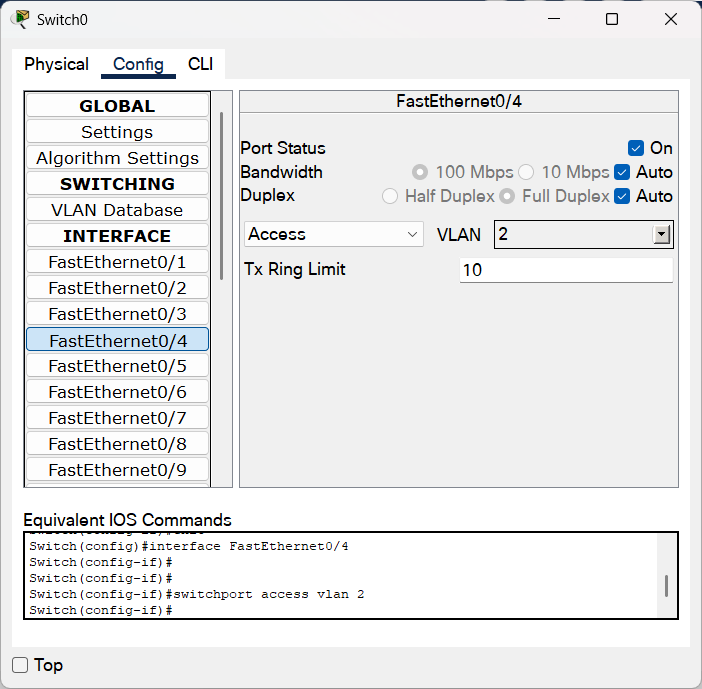 Switch0
Physical Config CLI
GLOBAL
Settings
Algorithm Settings
SWITCHING
VLAN Database
INTERFACE
FastEthernet0/1
FastEthernet0/2
FastEthernet0/3
FastEthernet0/4
FastEthernet0/5
FastEthernet0/6
FastEthernet0/7
FastEthernet0/8
FastEthernet0/9
FastEthernet0/4
Port Status On
Bandwidth 100 Mbps 10 Mbps Auto
Duplex Half Duplex Full Duplex Auto
Access VLAN 2
Tx Ring Limit 10
Equivalent IOS Commands
Switch(config)#interface FastEthernet0/4
Switch(config-if)#
Switch(config-if)#
Switch(config-if)#switchport access vlan 2
Switch(config-if)#
Top